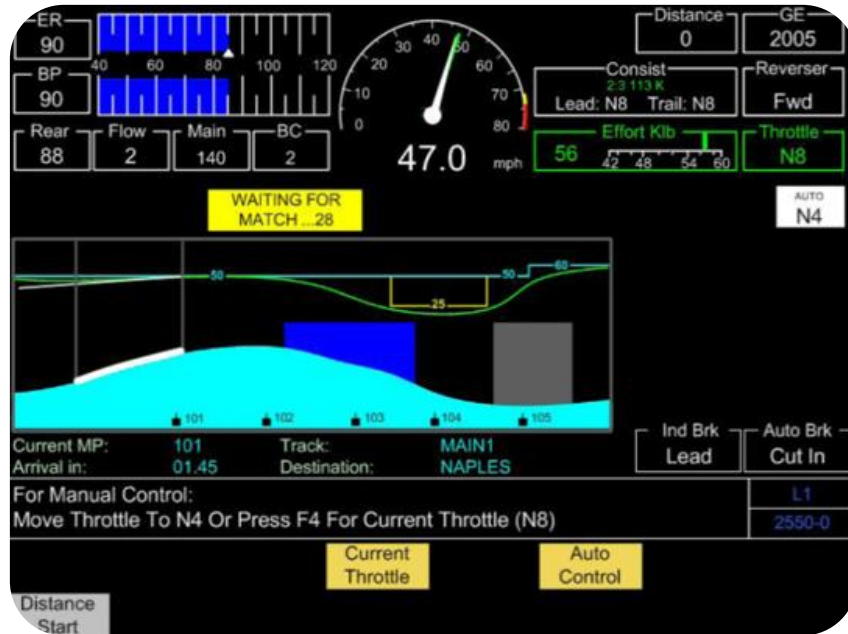 ER
90
40 60 80 100 120
BP
90
Rear
88
Flow
2
Main
140
BC
2
0 10 20 30 40 50 60 70 80
47.0 mph
Distance
0
GE
2005
Consist
2:3 113 K
Lead: N8 Trail: N8
Reverser
Fwd
Effort Klb
56
42 48 54 60
Throttle
N8
WAITING FOR
MATCH ...28
AUTO
N4
50 50 60
25
101 102 103 104 105
Current MP: 101 Track: MAIN1
Arrival in: 01.45 Destination: NAPLES
Ind Brk
Lead
Auto Brk
Cut In
For Manual Control:
Move Throttle To N4 Or Press F4 For Current Throttle (N8)
L1
2550-0
Current
Throttle
Auto
Control
Distance
Start